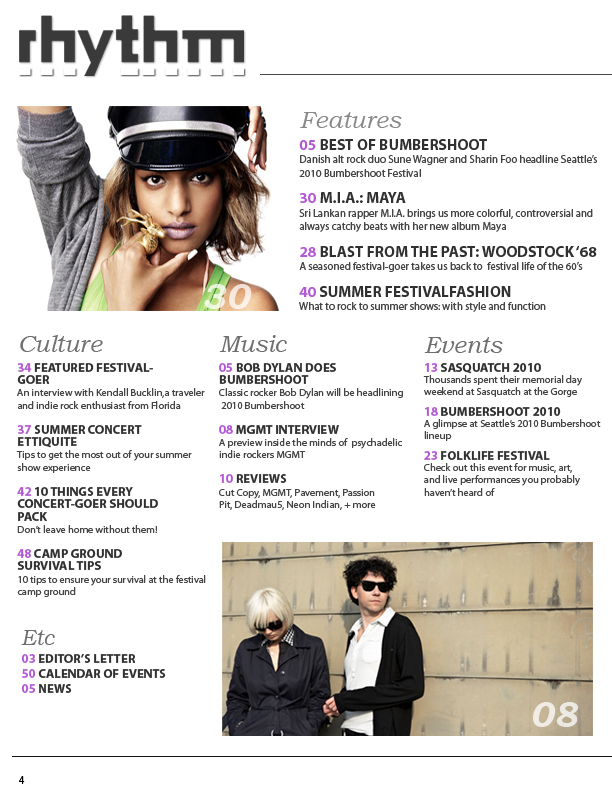 rhythm
Features
05 BEST OF BUMBERSHOOT
Danish alt rock duo Sune Wagner and Sharin Foo headline Seattle's
2010 Bumbershoot Festival
30 M.I.A.: MAYA
Sri Lankan rapper M.I.A. brings us more colorful, controversial and
always catchy beats with her new album Maya
28 BLAST FROM THE PAST: WOODSTOCK '68
A seasoned festival-goer takes us back to festival life of the 60's
40 SUMMER FESTIVALFASHION
What to rock to summer shows: with style and function
30
Culture
34 FEATURED FESTIVAL-
GOER
An interview with Kendall Bucklin,a traveler
and indie rock enthusiast from Florida
37 SUMMER CONCERT
ETTIQUITE
Tips to get the most out of your summer
show experience
42 10 THINGS EVERY
CONCERT-GOER SHOULD
PACK
Don't leave home without them!
48 CAMP GROUND
SURVIVAL TIPS
10 tips to ensure your survival at the festival
camp ground
Music
05 BOB DYLAN DOES
BUMBERSHOOT
Classic rocker Bob Dylan will be headlining
2010 Bumbershoot
08 MGMT INTERVIEW
A preview inside the minds of psychadelic
indie rockers MGMT
10 REVIEWS
Cut Copy, MGMT, Pavement, Passion
Pit, Deadmau5, Neon Indian, + more
Events
13 SASQUATCH 2010
Thousands spent their memorial day
weekend at Sasquatch at the Gorge
18 BUMBERSHOOT 2010
A glimpse at Seattle's 2010 Bumbershoot
lineup
23 FOLKLIFE FESTIVAL
Check out this event for music, art,
and live performances you probably
haven't heard of
Etc
03 EDITOR'S LETTER
50 CALENDAR OF EVENTS
05 NEWS
08
4